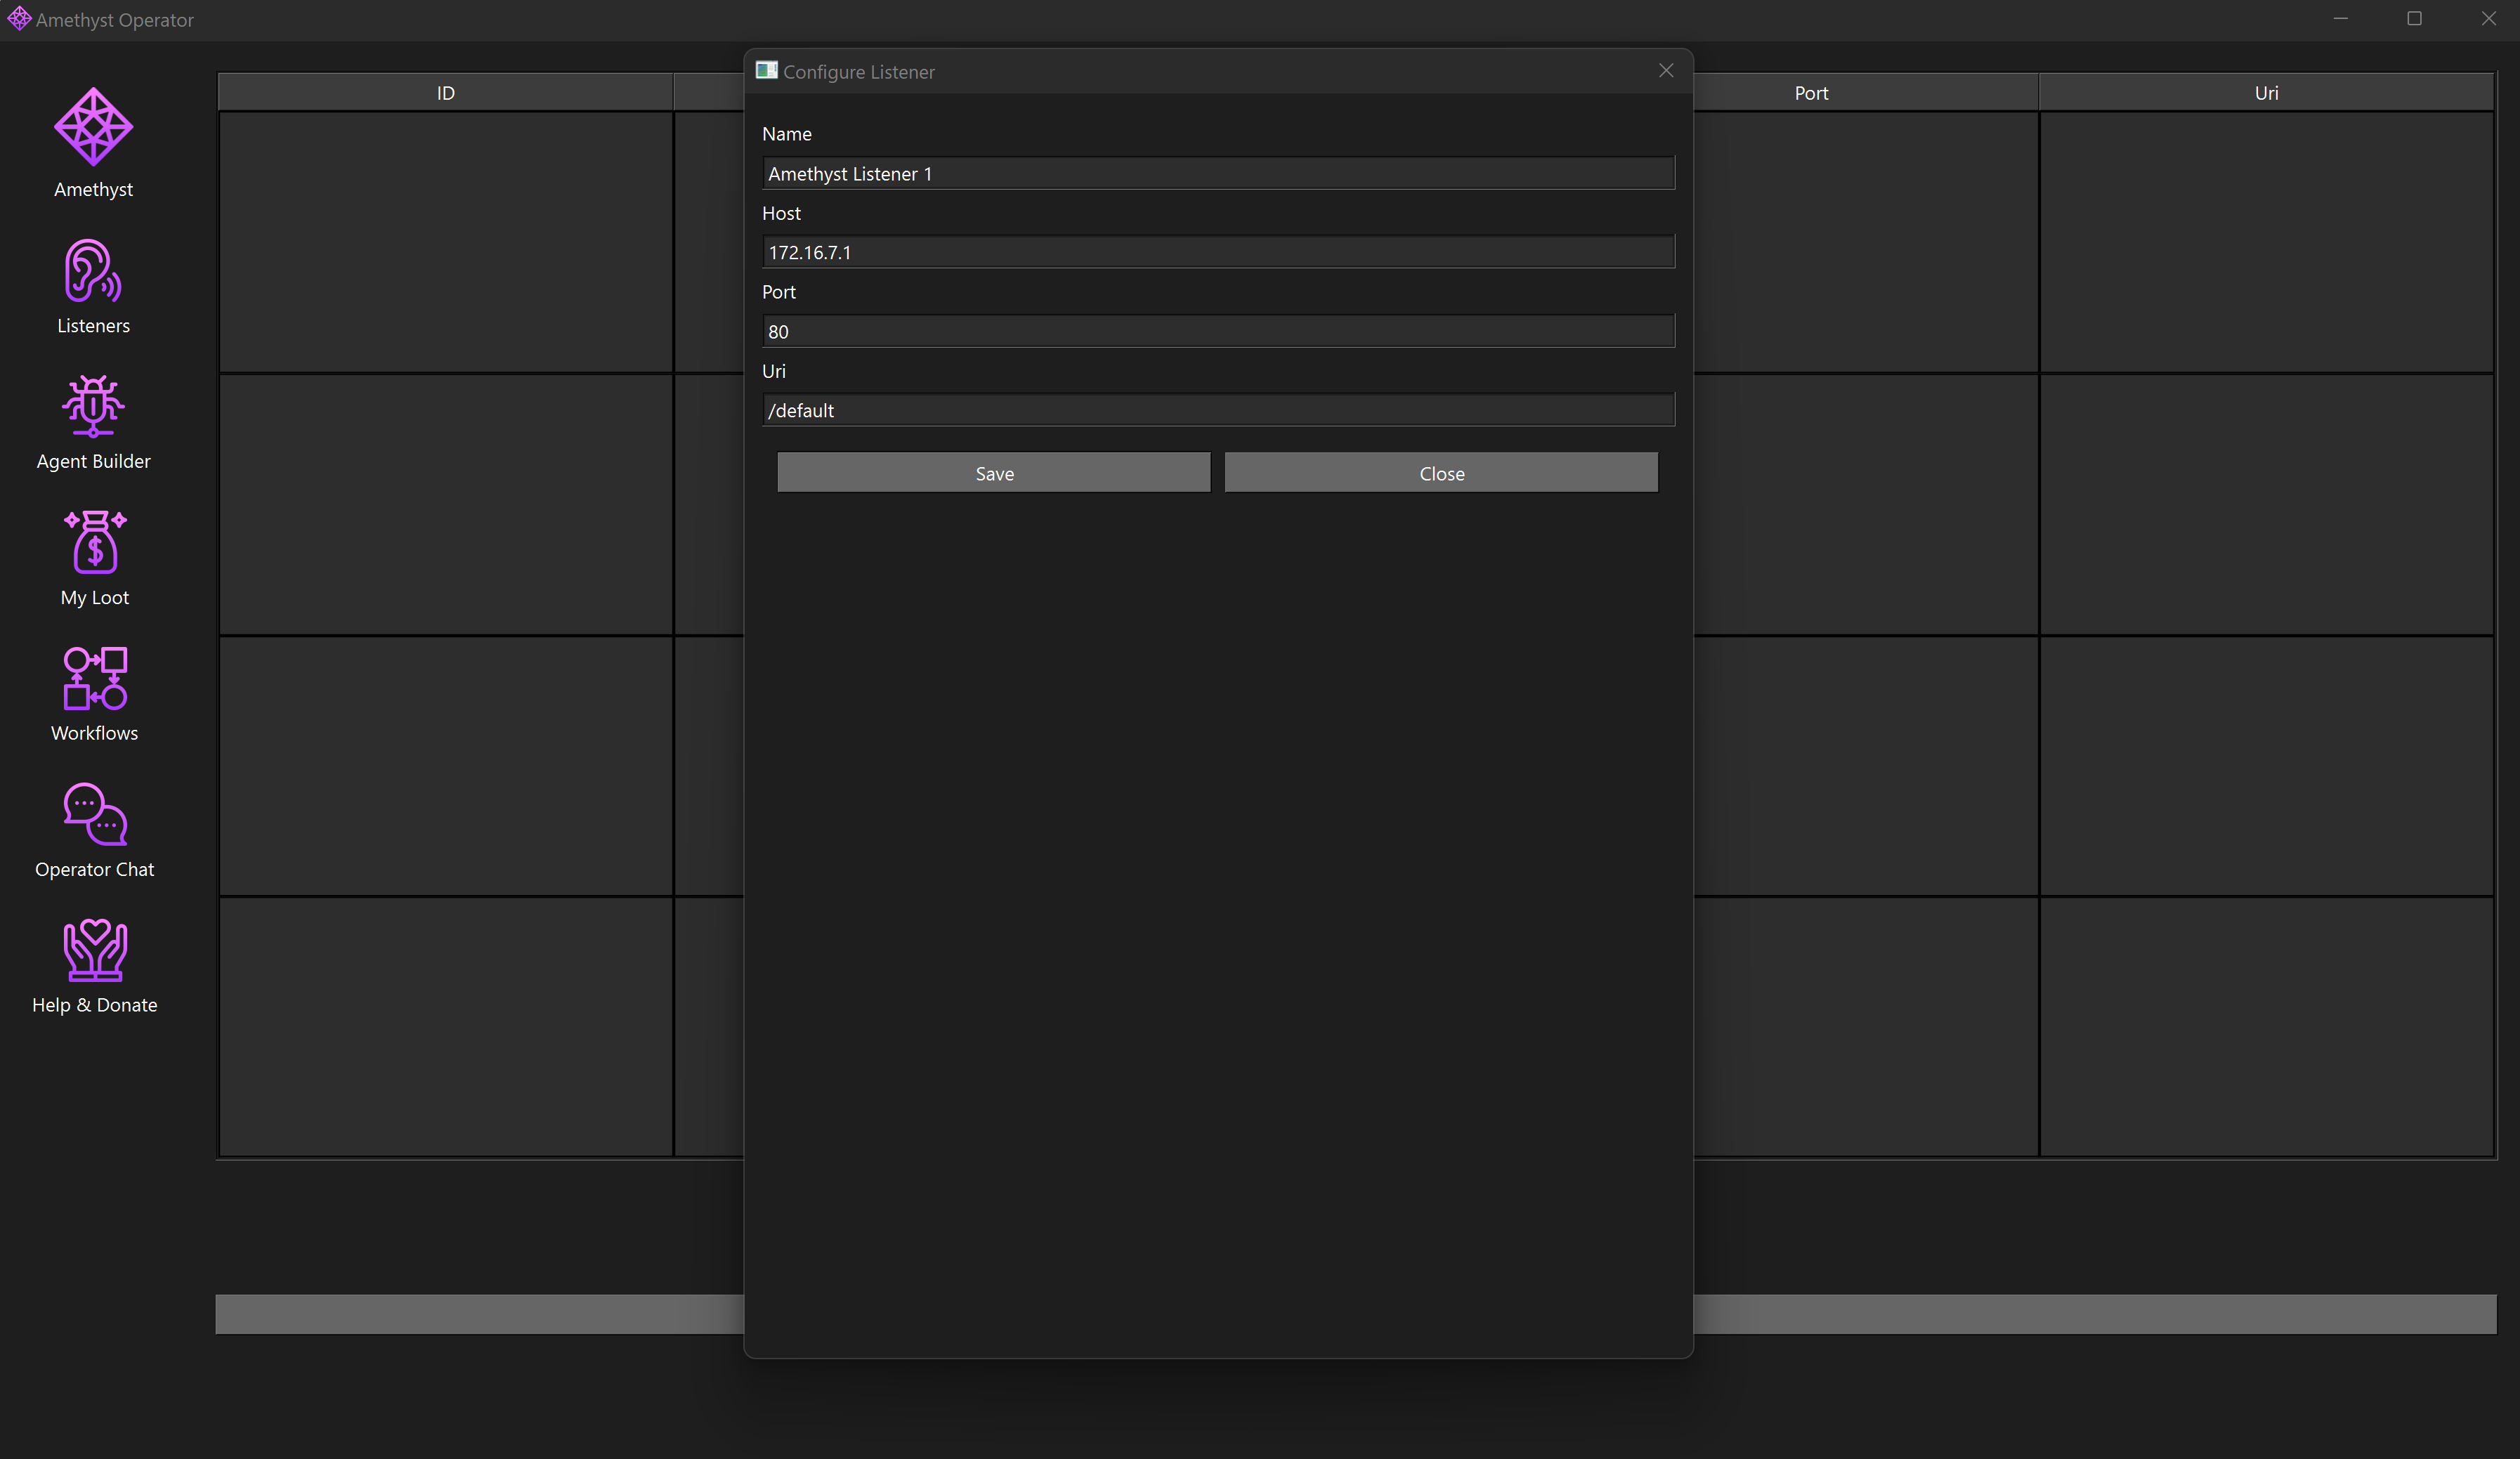 Amethyst Operator
Amethyst
Listeners
Agent Builder
My Loot
Workflows
Operator Chat
Help & Donate
ID
Port
Uri
Configure Listener
Name
Amethyst Listener 1
Host
172.16.7.1
Port
80
Uri
/default
Save
Close